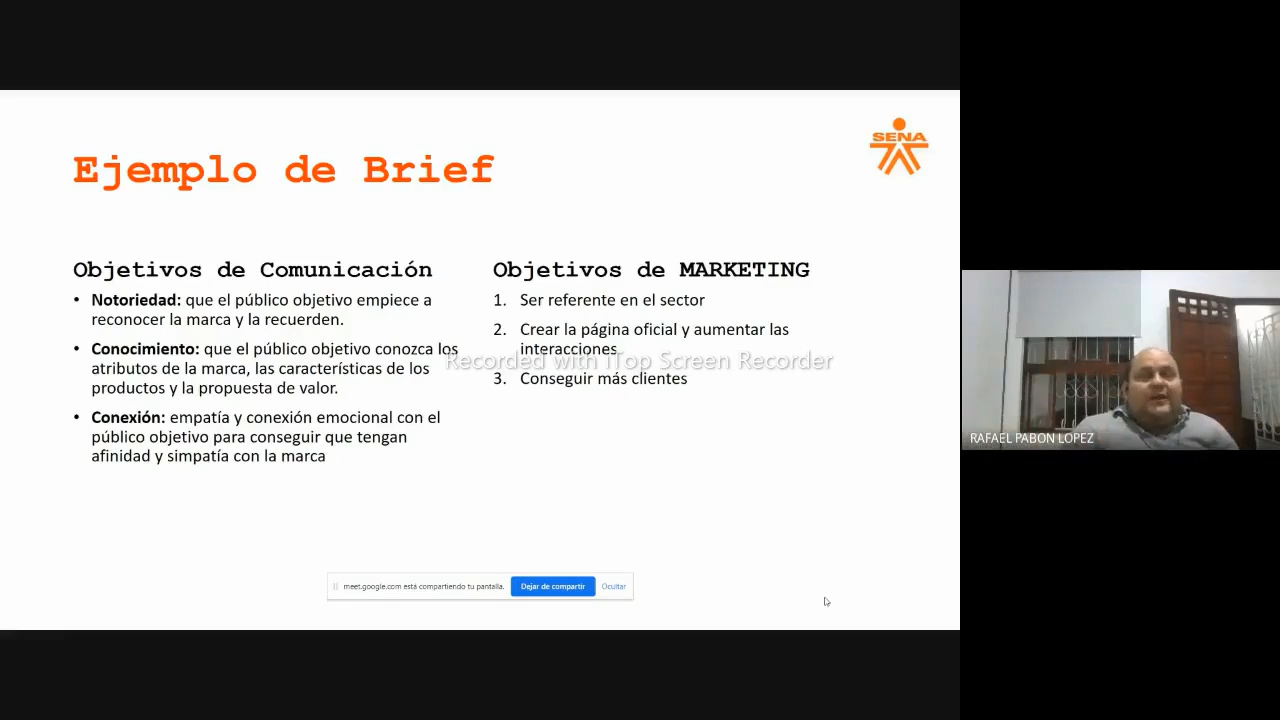 SENA
Ejemplo de Brief
Objetivos de Comunicación
• Notoriedad: que el público objetivo empiece a
reconocer la marca y la recuerden.
• Conocimiento: que el público objetivo conozca los
atributos de la marca, las características de los
productos y la propuesta de valor.
• Conexión: empatía y conexión emocional con el
público objetivo para conseguir que tengan
afinidad y simpatía con la marca
Objetivos de MARKETING
1. Ser referente en el sector
2. Crear la página oficial y aumentar las
interacciones
3. Conseguir más clientes
Recorded with iTop Screen Recorder
RAFAEL PABON LOPEZ
meet.google.com está compartiendo tu pantalla.
Dejar de compartir
Ocultar